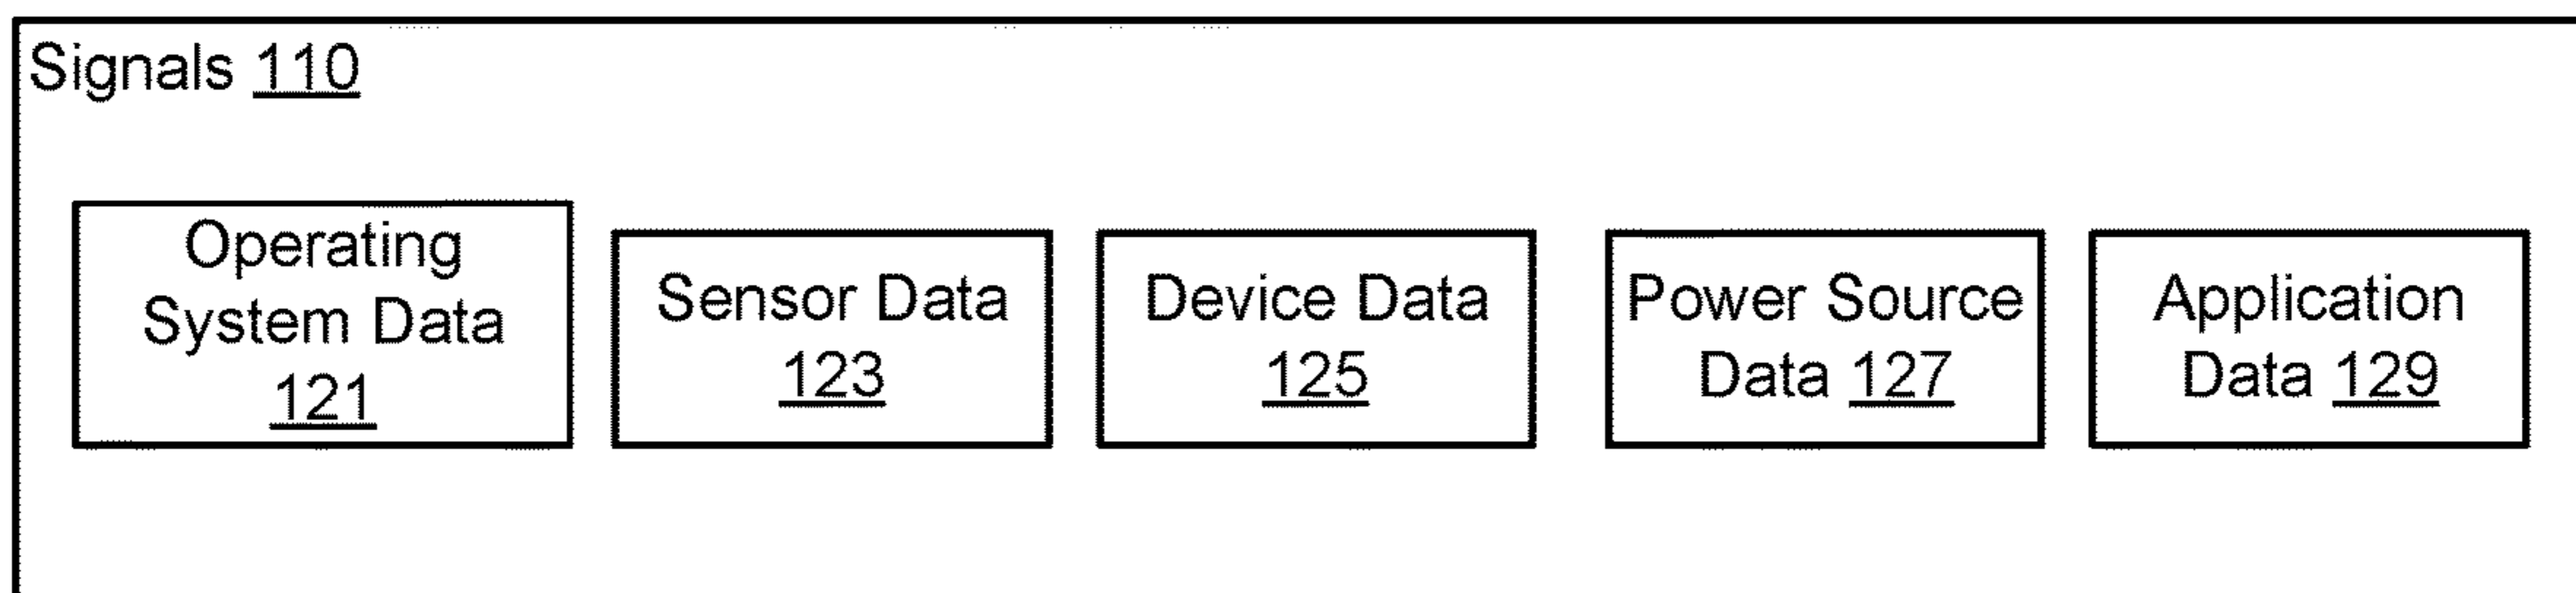 Signals 110
Operating
System Data
121
Sensor Data
123
Device Data
125
Power Source
Data 127
Application
Data 129